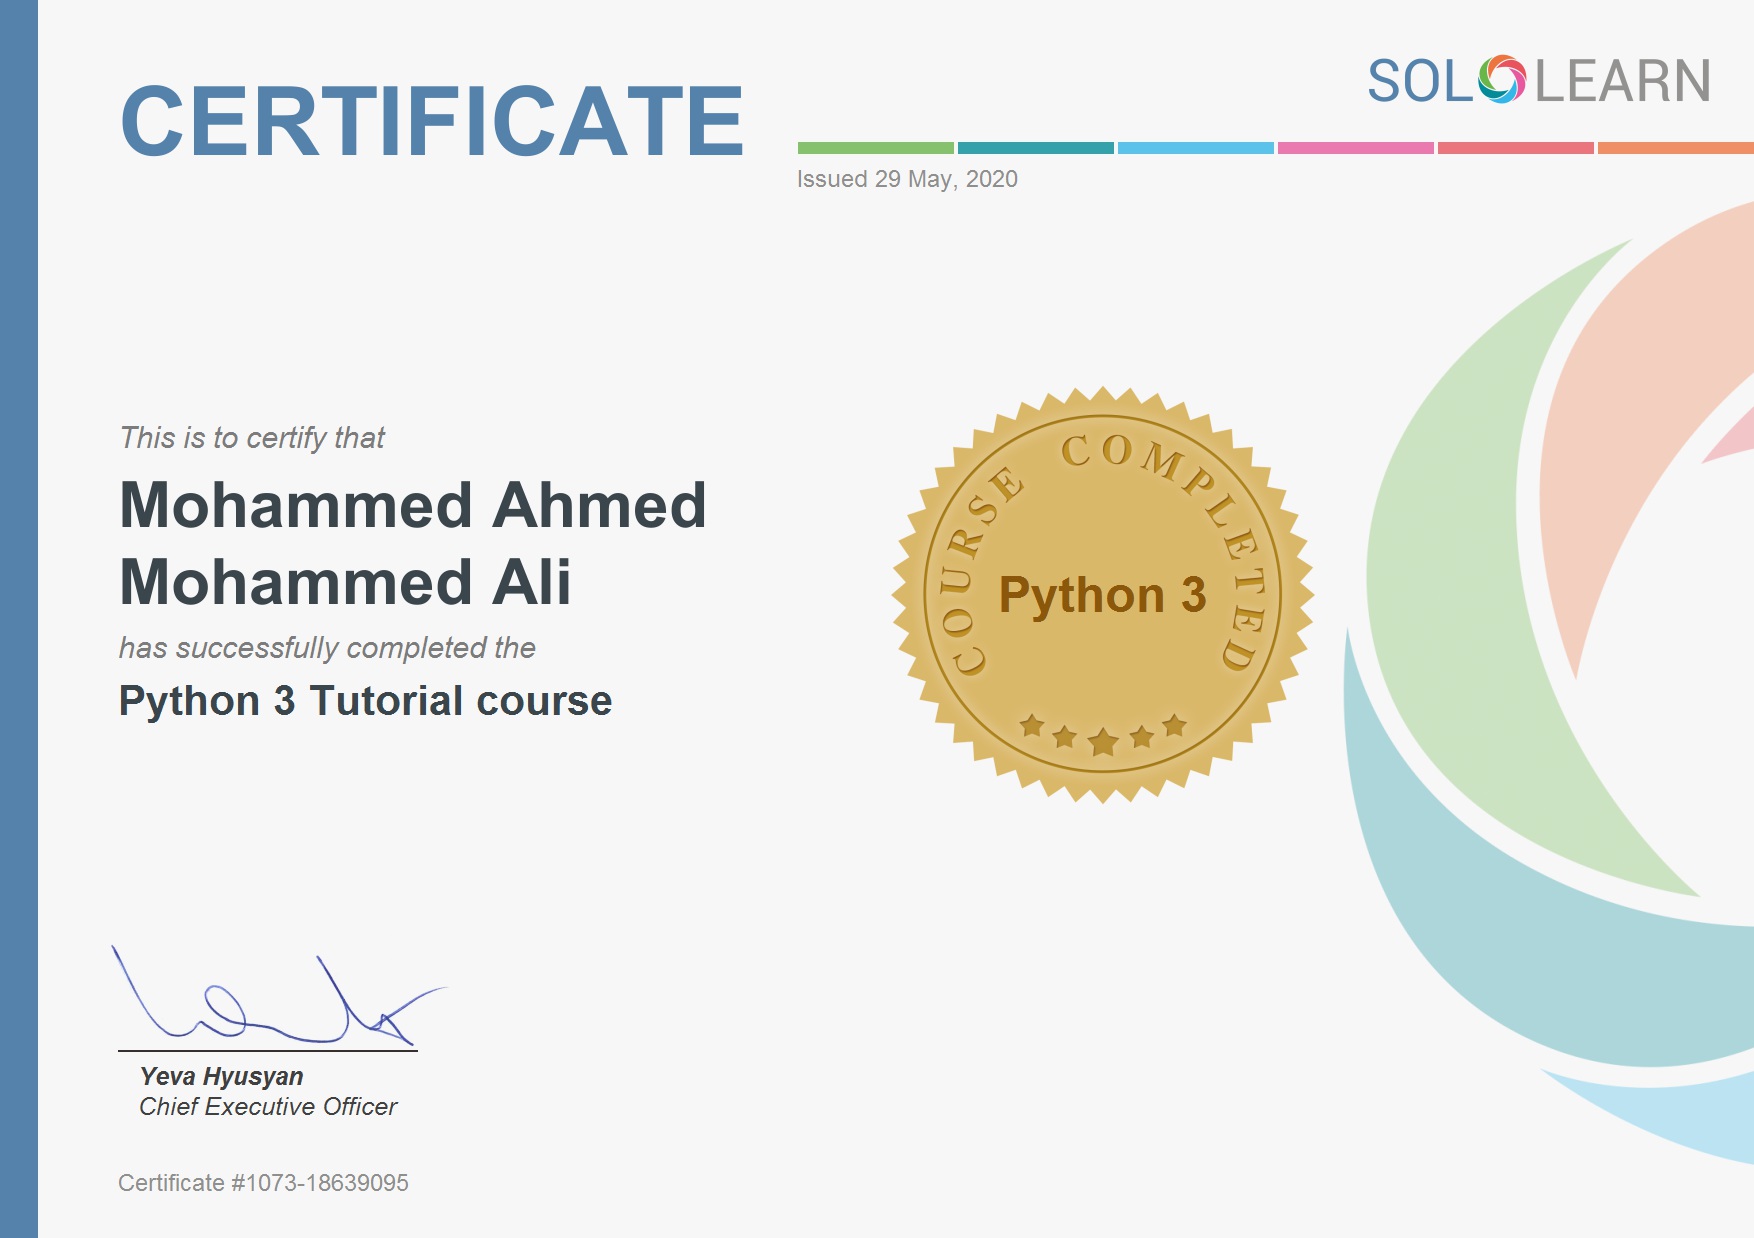 CERTIFICATE
SOLOLEARN
Issued 29 May, 2020
This is to certify that
Mohammed Ahmed
Mohammed Ali
has successfully completed the
Python 3 Tutorial course
COURSE COMPLETED
Python 3
Yeva Hyusyan
Chief Executive Officer
Certificate #1073-18639095